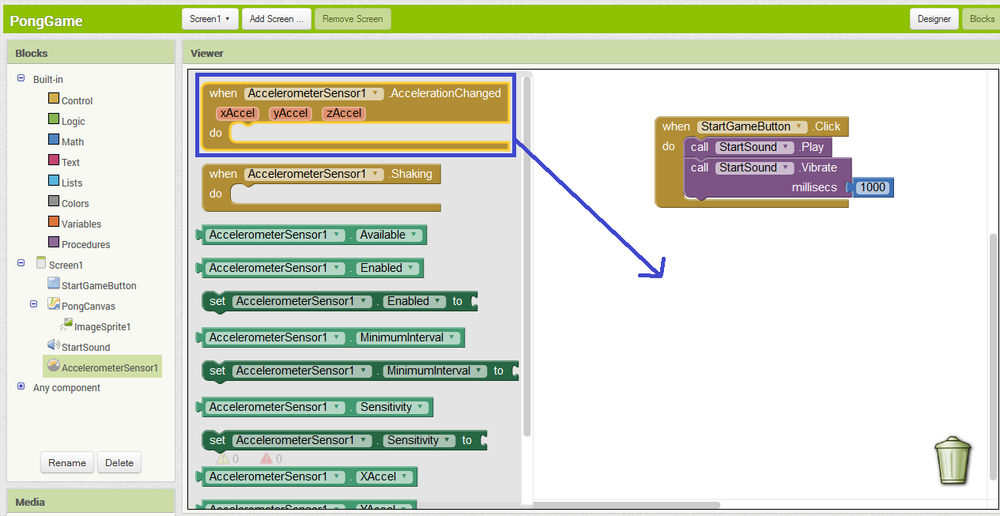 PongGame
Screen1
Add Screen ...
Remove Screen
Designer
Blocks
Blocks
Built-in
Control
Logic
Math
Text
Lists
Colors
Variables
Procedures
Screen1
StartGameButton
PongCanvas
ImageSprite1
StartSound
AccelerometerSensor1
Any component
Rename
Delete
Media
Viewer
when AccelerometerSensor1 .AccelerationChanged
xAccel yAccel zAccel
do
when AccelerometerSensor1 .Shaking
do
AccelerometerSensor1 . Available
AccelerometerSensor1 . Enabled
set AccelerometerSensor1 . Enabled to
AccelerometerSensor1 . MinimumInterval
set AccelerometerSensor1 . MinimumInterval to
AccelerometerSensor1 . Sensitivity
set AccelerometerSensor1 . Sensitivity to
0 0
AccelerometerSensor1 . XAccel
AccelerometerSensor1 . YAccel
when StartGameButton .Click
do call StartSound .Play
call StartSound .Vibrate
millisecs 1000